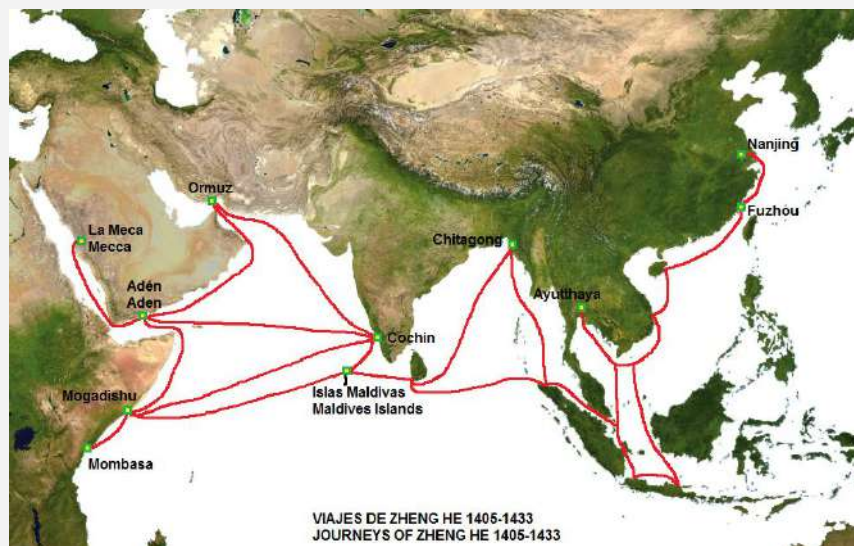 Nanjing
Ormuz
Fuzhou
La Meca
Mecca
Chitagong
Adén
Aden
Ayutthaya
Cochin
Mogadishu
Islas Maldivas
Maldives Islands
Mombasa
VIAJES DE ZHENG HE 1405-1433
JOURNEYS OF ZHENG HE 1405-1433